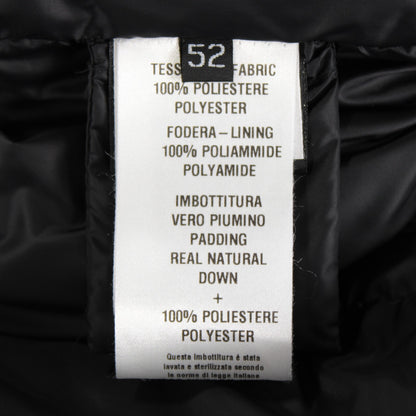 52
FABRIC
100% POLIESTERE
POLYESTER
FODERA-LINING
100% POLIAMMIDE
POLYAMIDE
IMBOTTITURA
VERO PIUMINO
PADDING
REAL NATURAL
DOWN
+
100% POLIESTERE
POLYESTER
Questa imbottitura é stata
lavata e sterilizzata secondo
le norme di legge italiane